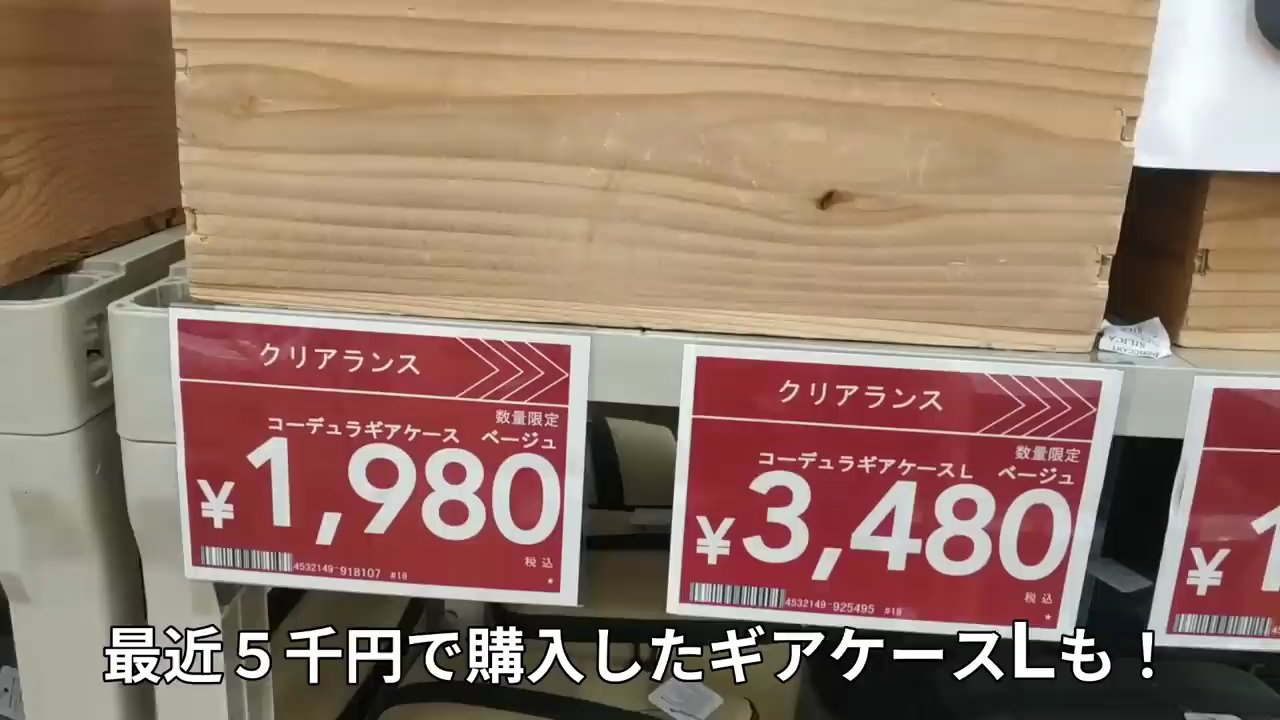 クリアランス
数量限定
コーデュラギアケース ベージュ
¥1,980
税込
4532149-918107 #18
クリアランス
数量限定
コーデュラギアケースL ベージュ
¥3,480
税込
4532149-925495 #18
¥1
SILICA
最近5千円で購入したギアケースLも!